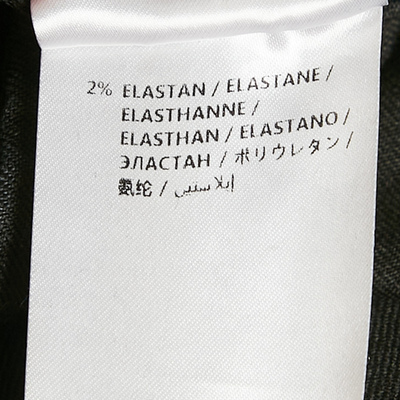 2% ELASTAN / ELASTANE /
ELASTHANNE /
ELASTHAN / ELASTANO /
ЭЛАСТАН / ポリウレタン /
氨纶 / إيلاستين